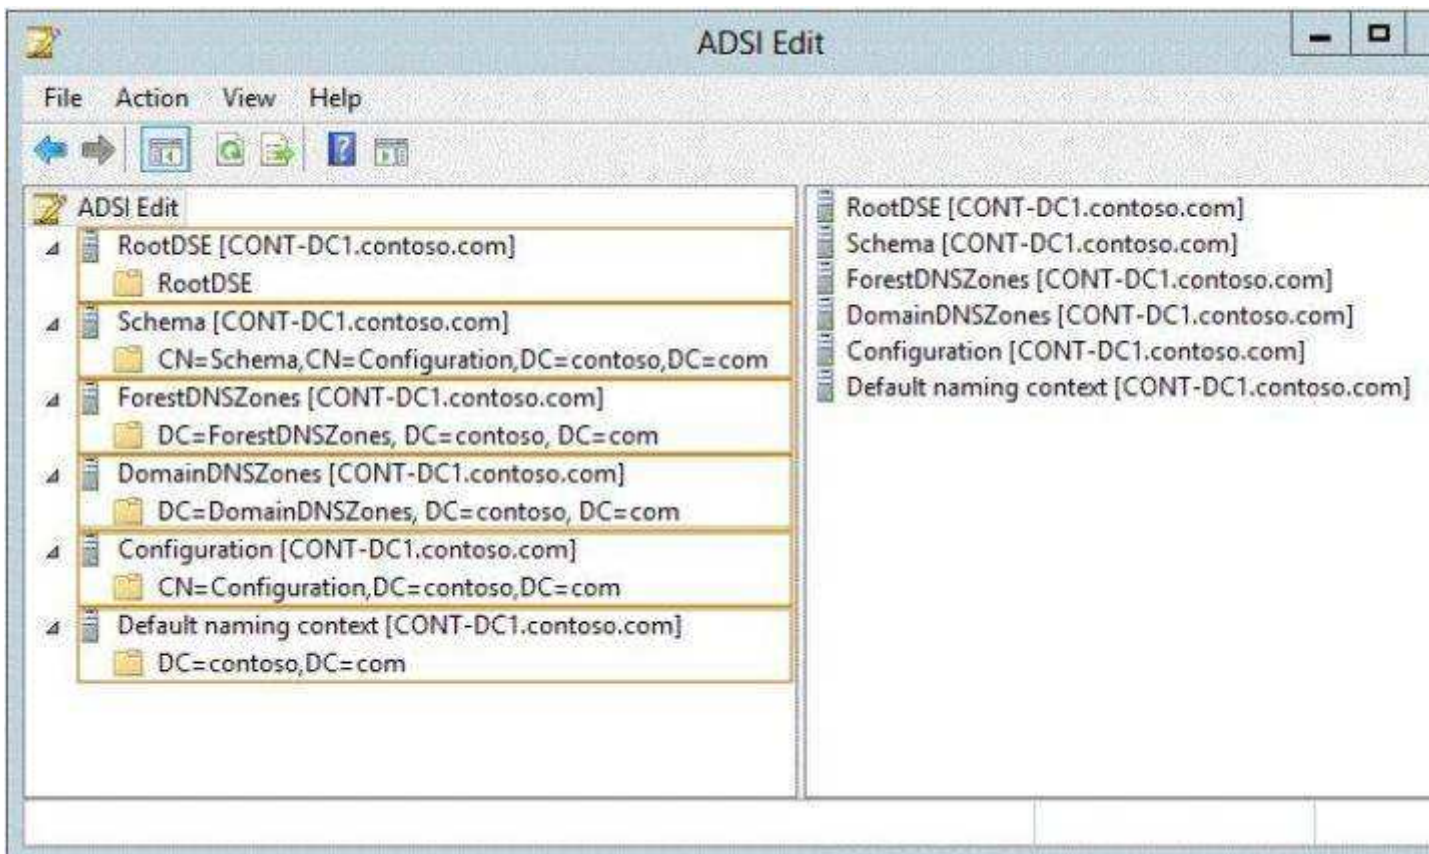 ADSI Edit
File Action View Help
ADSI Edit
RootDSE [CONT-DC1.contoso.com]
RootDSE
Schema [CONT-DC1.contoso.com]
CN=Schema,CN=Configuration,DC=contoso,DC=com
ForestDNSZones [CONT-DC1.contoso.com]
DC=ForestDNSZones, DC=contoso, DC=com
DomainDNSZones [CONT-DC1.contoso.com]
DC=DomainDNSZones, DC=contoso, DC=com
Configuration [CONT-DC1.contoso.com]
CN=Configuration,DC=contoso,DC=com
Default naming context [CONT-DC1.contoso.com]
DC=contoso,DC=com
RootDSE [CONT-DC1.contoso.com]
Schema [CONT-DC1.contoso.com]
ForestDNSZones [CONT-DC1.contoso.com]
DomainDNSZones [CONT-DC1.contoso.com]
Configuration [CONT-DC1.contoso.com]
Default naming context [CONT-DC1.contoso.com]